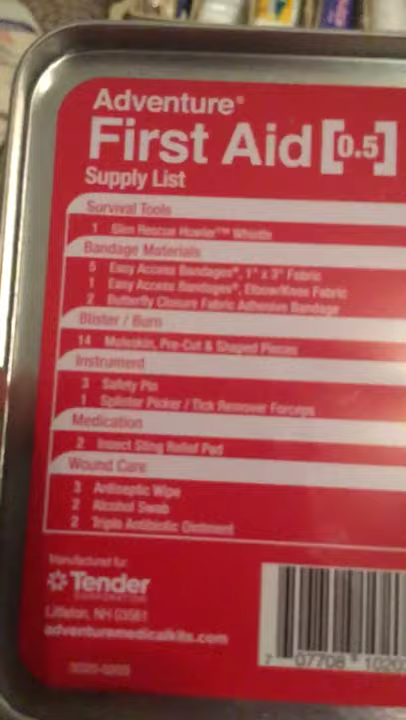 Adventure®
First Aid [0.5]
Supply List
Survival Tools
1 Slim Rescue Howler™ Whistle
Bandage Materials
5 Easy Access Bandages®, 1" x 3" Fabric
1 Easy Access Bandages®, Elbow/Knee Fabric
2 Butterfly Closure Fabric Adhesive Bandage
Blister / Burn
14 Moleskin, Pre-Cut & Shaped Pieces
Instrument
3 Safety Pin
1 Splinter Picker / Tick Remover Forceps
Medication
2 Insect Sting Relief Pad
Wound Care
3 Antiseptic Wipe
2 Alcohol Swab
2 Triple Antibiotic Ointment
Manufactured for:
Tender
CORPORATION
Littleton, NH 03561
adventuremedicalkits.com
7 07708 1020